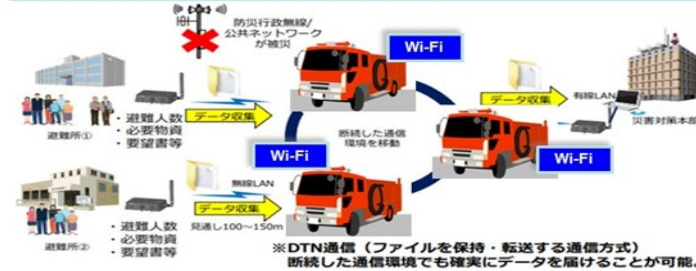 防災行政無線/
公共ネットワーク
が被災
Wi-Fi
・避難人数
・必要物資
・要望書等
データ収集
避難所①
データ収集
有線LAN
災害対策本部
断続した通信
環境を移動
Wi-Fi
Wi-Fi
無線LAN
データ収集
見通し100～150m
・避難人数
・必要物資
・要望書等
避難所②
※DTN通信(ファイルを保持・転送する通信方式)
断続した通信環境でも確実にデータを届けることが可能。